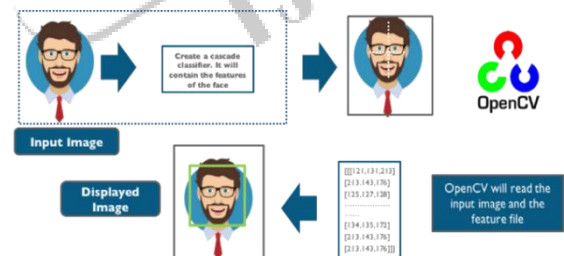 Create a cascade
classifier. It will
contain the features
of the face
OpenCV
Input Image
Displayed
Image
[[[121,131,213]
[213,143,176]
[125,127,128]
..................
......
[134,135,172]
[213,143,176]
[213,143,176]]]
OpenCV will read the
input image and the
feature file